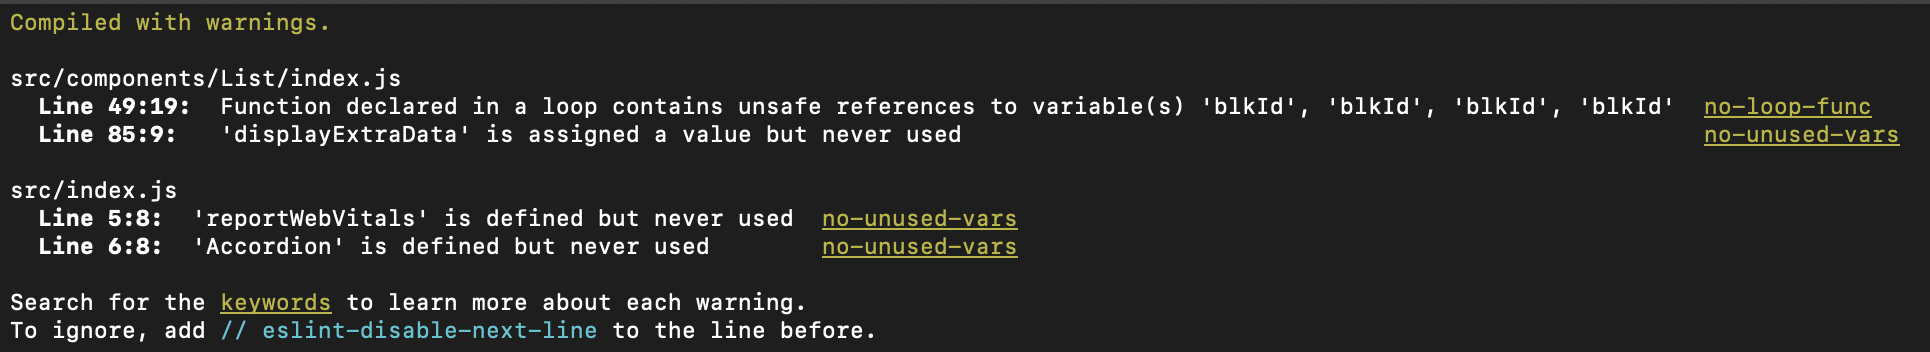 Compiled with warnings.
src/components/List/index.js
Line 49:19: Function declared in a loop contains unsafe references to variable(s) 'blkId', 'blkId', 'blkId', 'blkId' no-loop-func
Line 85:9: 'displayExtraData' is assigned a value but never used no-unused-vars
src/index.js
Line 5:8: 'reportWebVitals' is defined but never used no-unused-vars
Line 6:8: 'Accordion' is defined but never used no-unused-vars
Search for the keywords to learn more about each warning.
To ignore, add // eslint-disable-next-line to the line before.